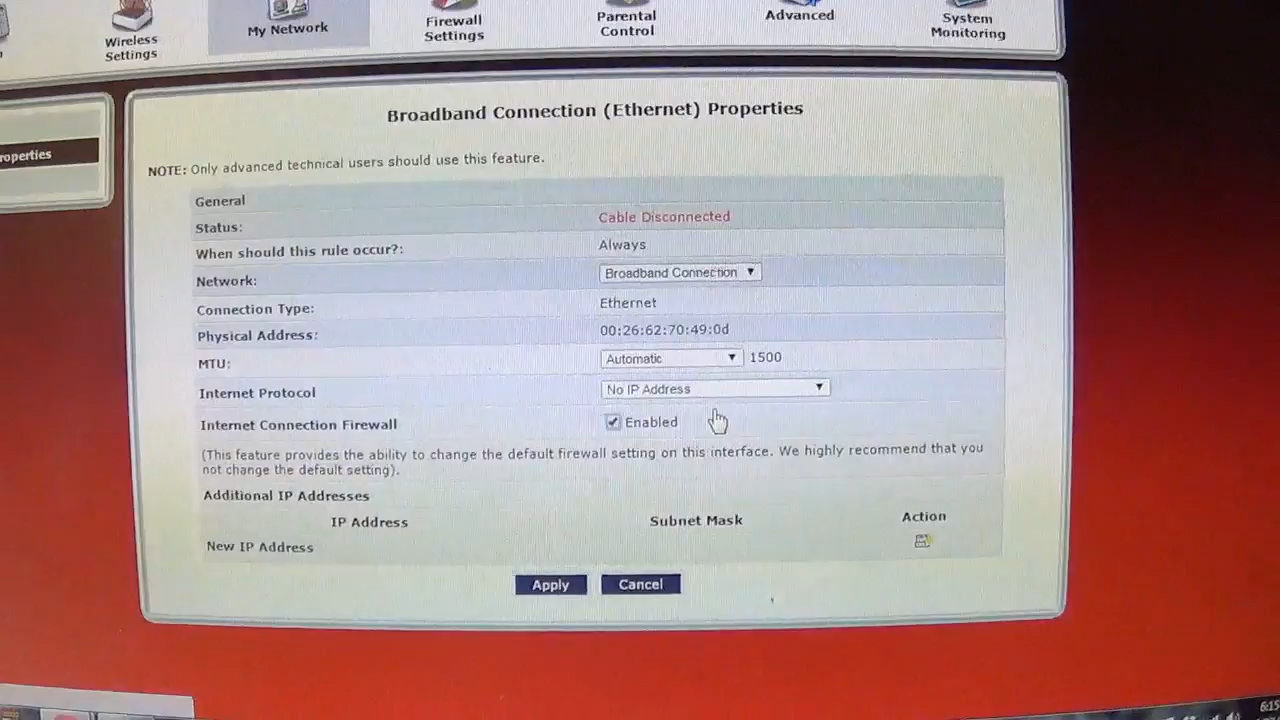 Wireless
Settings
My Network
Firewall
Settings
Parental
Control
Advanced
System
Monitoring
roperties
Broadband Connection (Ethernet) Properties
NOTE: Only advanced technical users should use this feature.
General
Status: Cable Disconnected
When should this rule occur?: Always
Network: Broadband Connection
Connection Type: Ethernet
Physical Address: 00:26:62:70:49:0d
MTU: Automatic 1500
Internet Protocol No IP Address
Internet Connection Firewall Enabled
(This feature provides the ability to change the default firewall setting on this interface. We highly recommend that you
not change the default setting).
Additional IP Addresses
IP Address Subnet Mask Action
New IP Address
Apply Cancel